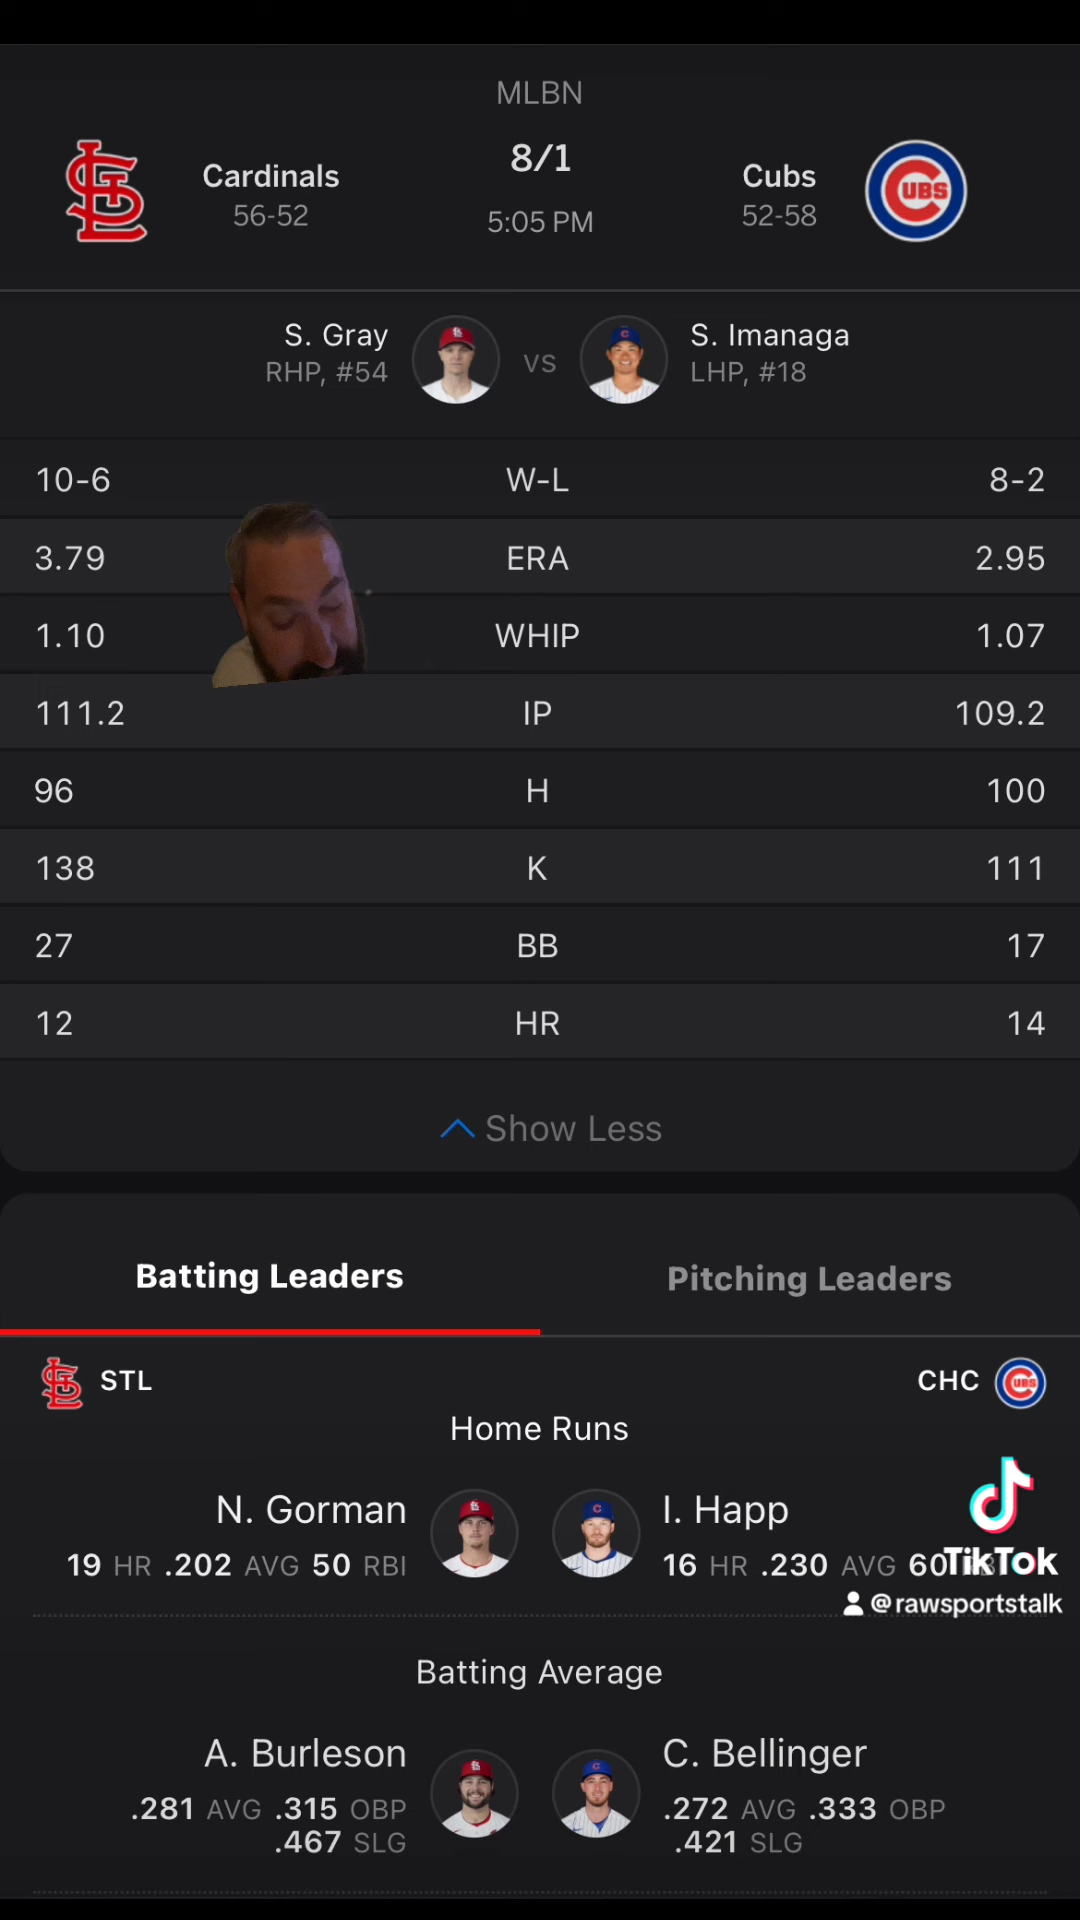 MLBN
Cardinals 8/1 Cubs
56-52 5:05 PM 52-58
S. Gray vs S. Imanaga
RHP, #54 LHP, #18
10-6 W-L 8-2
3.79 ERA 2.95
1.10 WHIP 1.07
111.2 IP 109.2
96 H 100
138 K 111
27 BB 17
12 HR 14
Show Less
Batting Leaders Pitching Leaders
STL CHC
Home Runs
N. Gorman I. Happ
19 HR .202 AVG 50 RBI 16 HR .230 AVG 60
TikTok
@rawsportstalk
Batting Average
A. Burleson C. Bellinger
.281 AVG .315 OBP .272 AVG .333 OBP
.467 SLG .421 SLG